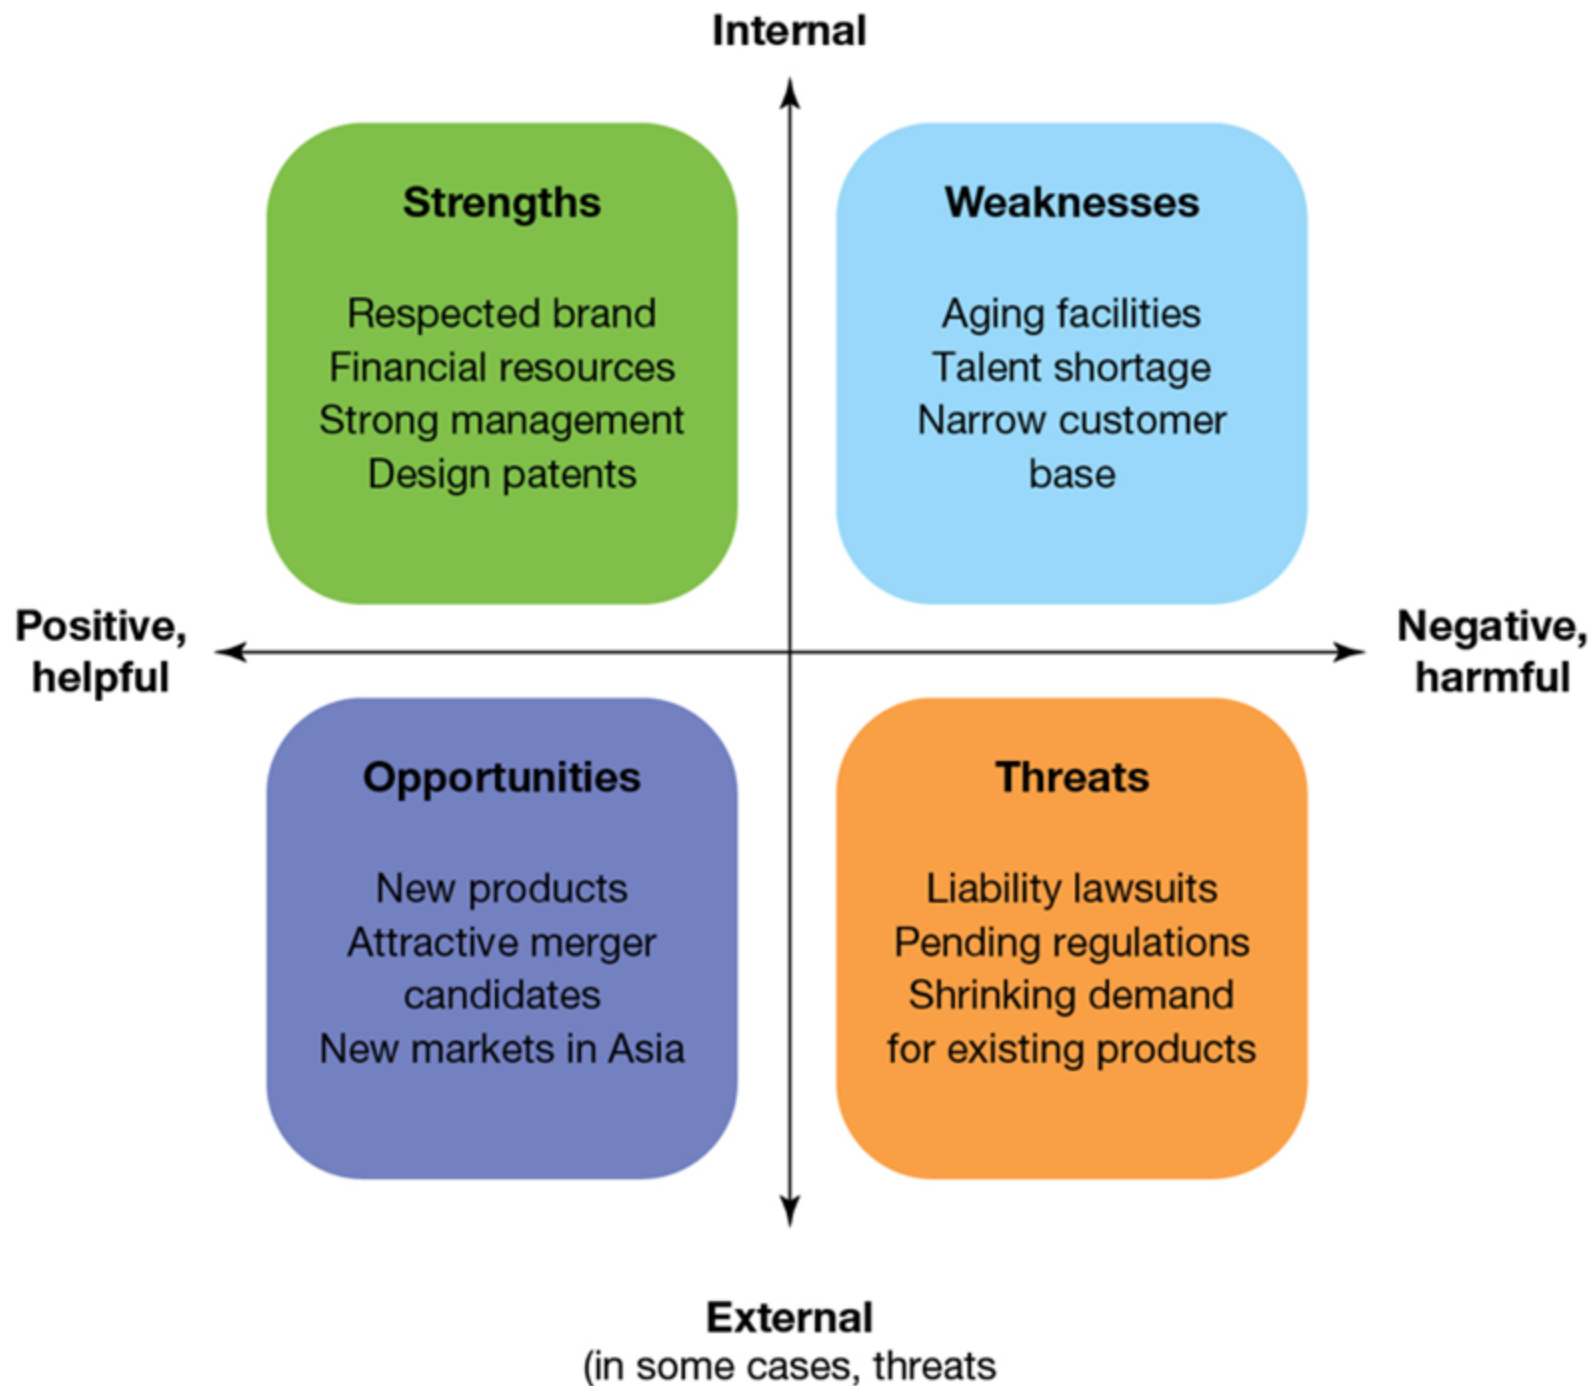 Internal
Strengths
Respected brand
Financial resources
Strong management
Design patents
Weaknesses
Aging facilities
Talent shortage
Narrow customer
base
Positive,
helpful
Negative,
harmful
Opportunities
New products
Attractive merger
candidates
New markets in Asia
Threats
Liability lawsuits
Pending regulations
Shrinking demand
for existing products
External
(in some cases, threats